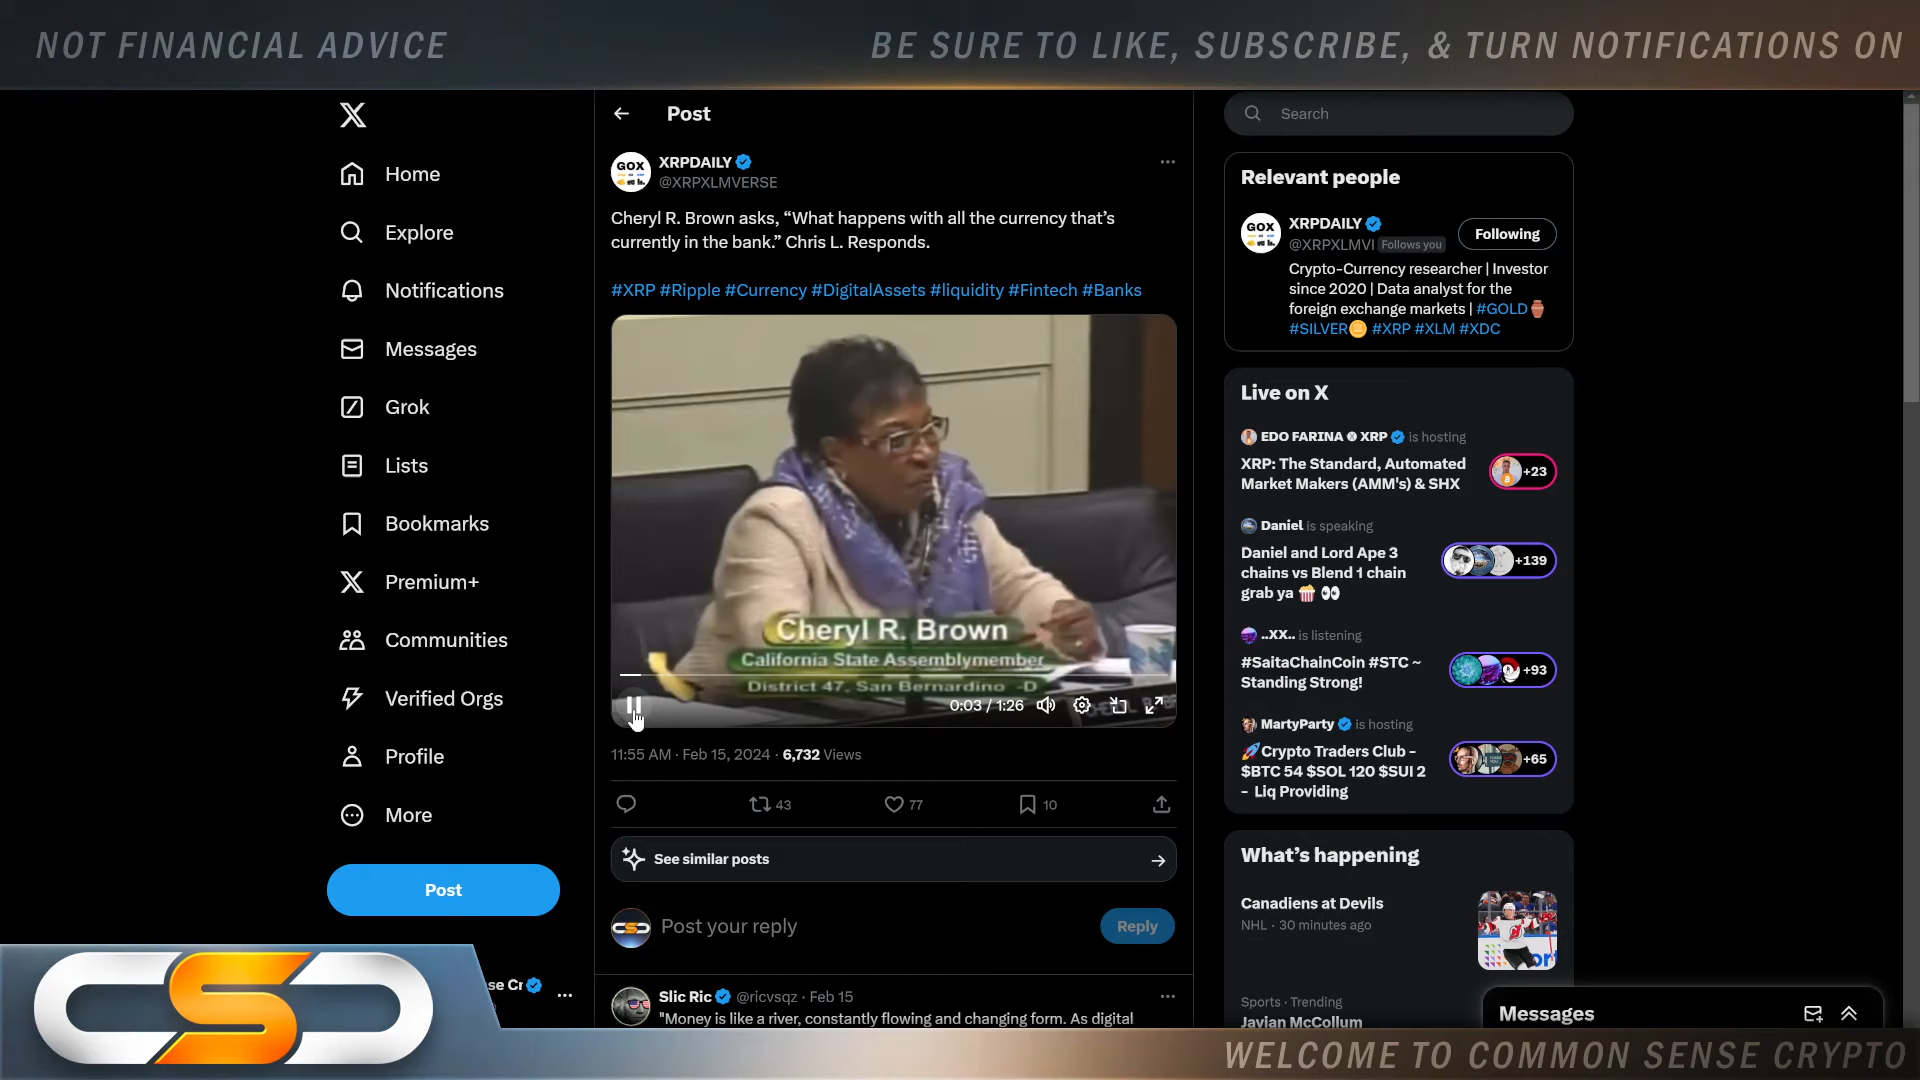 NOT FINANCIAL ADVICE
BE SURE TO LIKE, SUBSCRIBE, & TURN NOTIFICATIONS ON
Home
Explore
Notifications
Messages
Grok
Lists
Bookmarks
Premium+
Communities
Verified Orgs
Profile
More
Post
se Cr
Post
GOX
XRPDAILY
@XRPXLMVERSE
Cheryl R. Brown asks, “What happens with all the currency that’s
currently in the bank.” Chris L. Responds.
#XRP #Ripple #Currency #DigitalAssets #liquidity #Fintech #Banks
Cheryl R. Brown
California State Assemblymember
District 47, San Bernardino -D
0:03 / 1:26
11:55 AM · Feb 15, 2024 · 6,732 Views
43
77
10
See similar posts
Post your reply
Reply
Slic Ric @ricvsqz · Feb 15
"Money is like a river, constantly flowing and changing form. As digital
Search
Relevant people
GOX
XRPDAILY
@XRPXLMVI Follows you
Following
Crypto-Currency researcher | Investor
since 2020 | Data analyst for the
foreign exchange markets | #GOLD
#SILVER #XRP #XLM #XDC
Live on X
EDO FARINA XRP is hosting
XRP: The Standard, Automated
Market Makers (AMM's) & SHX
+23
Daniel is speaking
Daniel and Lord Ape 3
chains vs Blend 1 chain
grab ya
+139
..XX.. is listening
#SaitaChainCoin #STC ~
Standing Strong!
+93
MartyParty is hosting
Crypto Traders Club -
$BTC 54 $SOL 120 $SUI 2
- Liq Providing
+65
What’s happening
Canadiens at Devils
NHL · 30 minutes ago
Sports · Trending
Javian McCollum
Messages
CSC
WELCOME TO COMMON SENSE CRYPTO